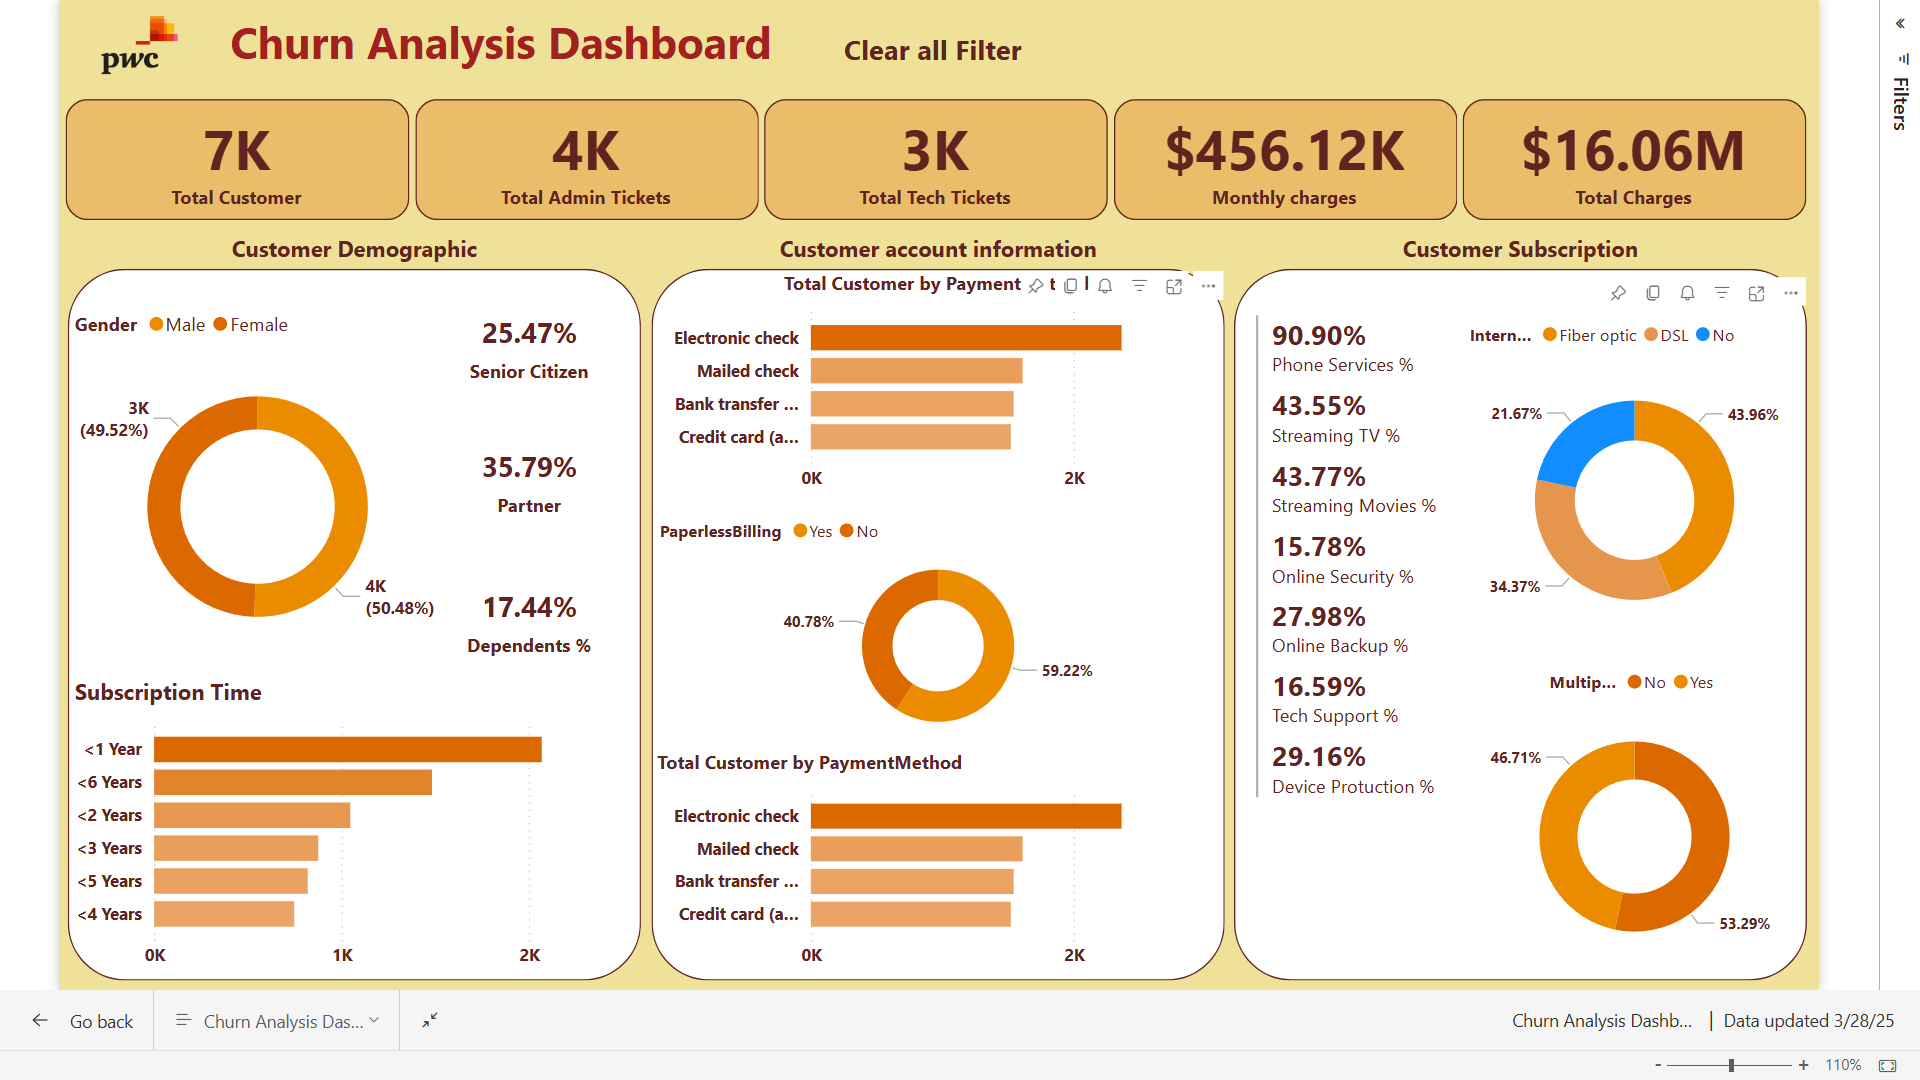 pwc
Churn Analysis Dashboard
Clear all Filter
«
Filters
7K
Total Customer
4K
Total Admin Tickets
3K
Total Tech Tickets
$456.12K
Monthly charges
$16.06M
Total Charges
Customer Demographic
Gender Male Female
3K
(49.52%)
4K
(50.48%)
25.47%
Senior Citizen
35.79%
Partner
17.44%
Dependents %
Subscription Time
<1 Year
<6 Years
<2 Years
<3 Years
<5 Years
<4 Years
0K 1K 2K
Customer account information
Total Customer by Payment
Electronic check
Mailed check
Bank transfer ...
Credit card (a...
0K 2K
PaperlessBilling Yes No
40.78%
59.22%
Total Customer by PaymentMethod
Electronic check
Mailed check
Bank transfer ...
Credit card (a...
0K 2K
Customer Subscription
90.90%
Phone Services %
43.55%
Streaming TV %
43.77%
Streaming Movies %
15.78%
Online Security %
27.98%
Online Backup %
16.59%
Tech Support %
29.16%
Device Protuction %
Intern... Fiber optic DSL No
21.67%
43.96%
34.37%
Multip... No Yes
46.71%
53.29%
Go back
Churn Analysis Das...
Churn Analysis Dashb... | Data updated 3/28/25
- + 110%